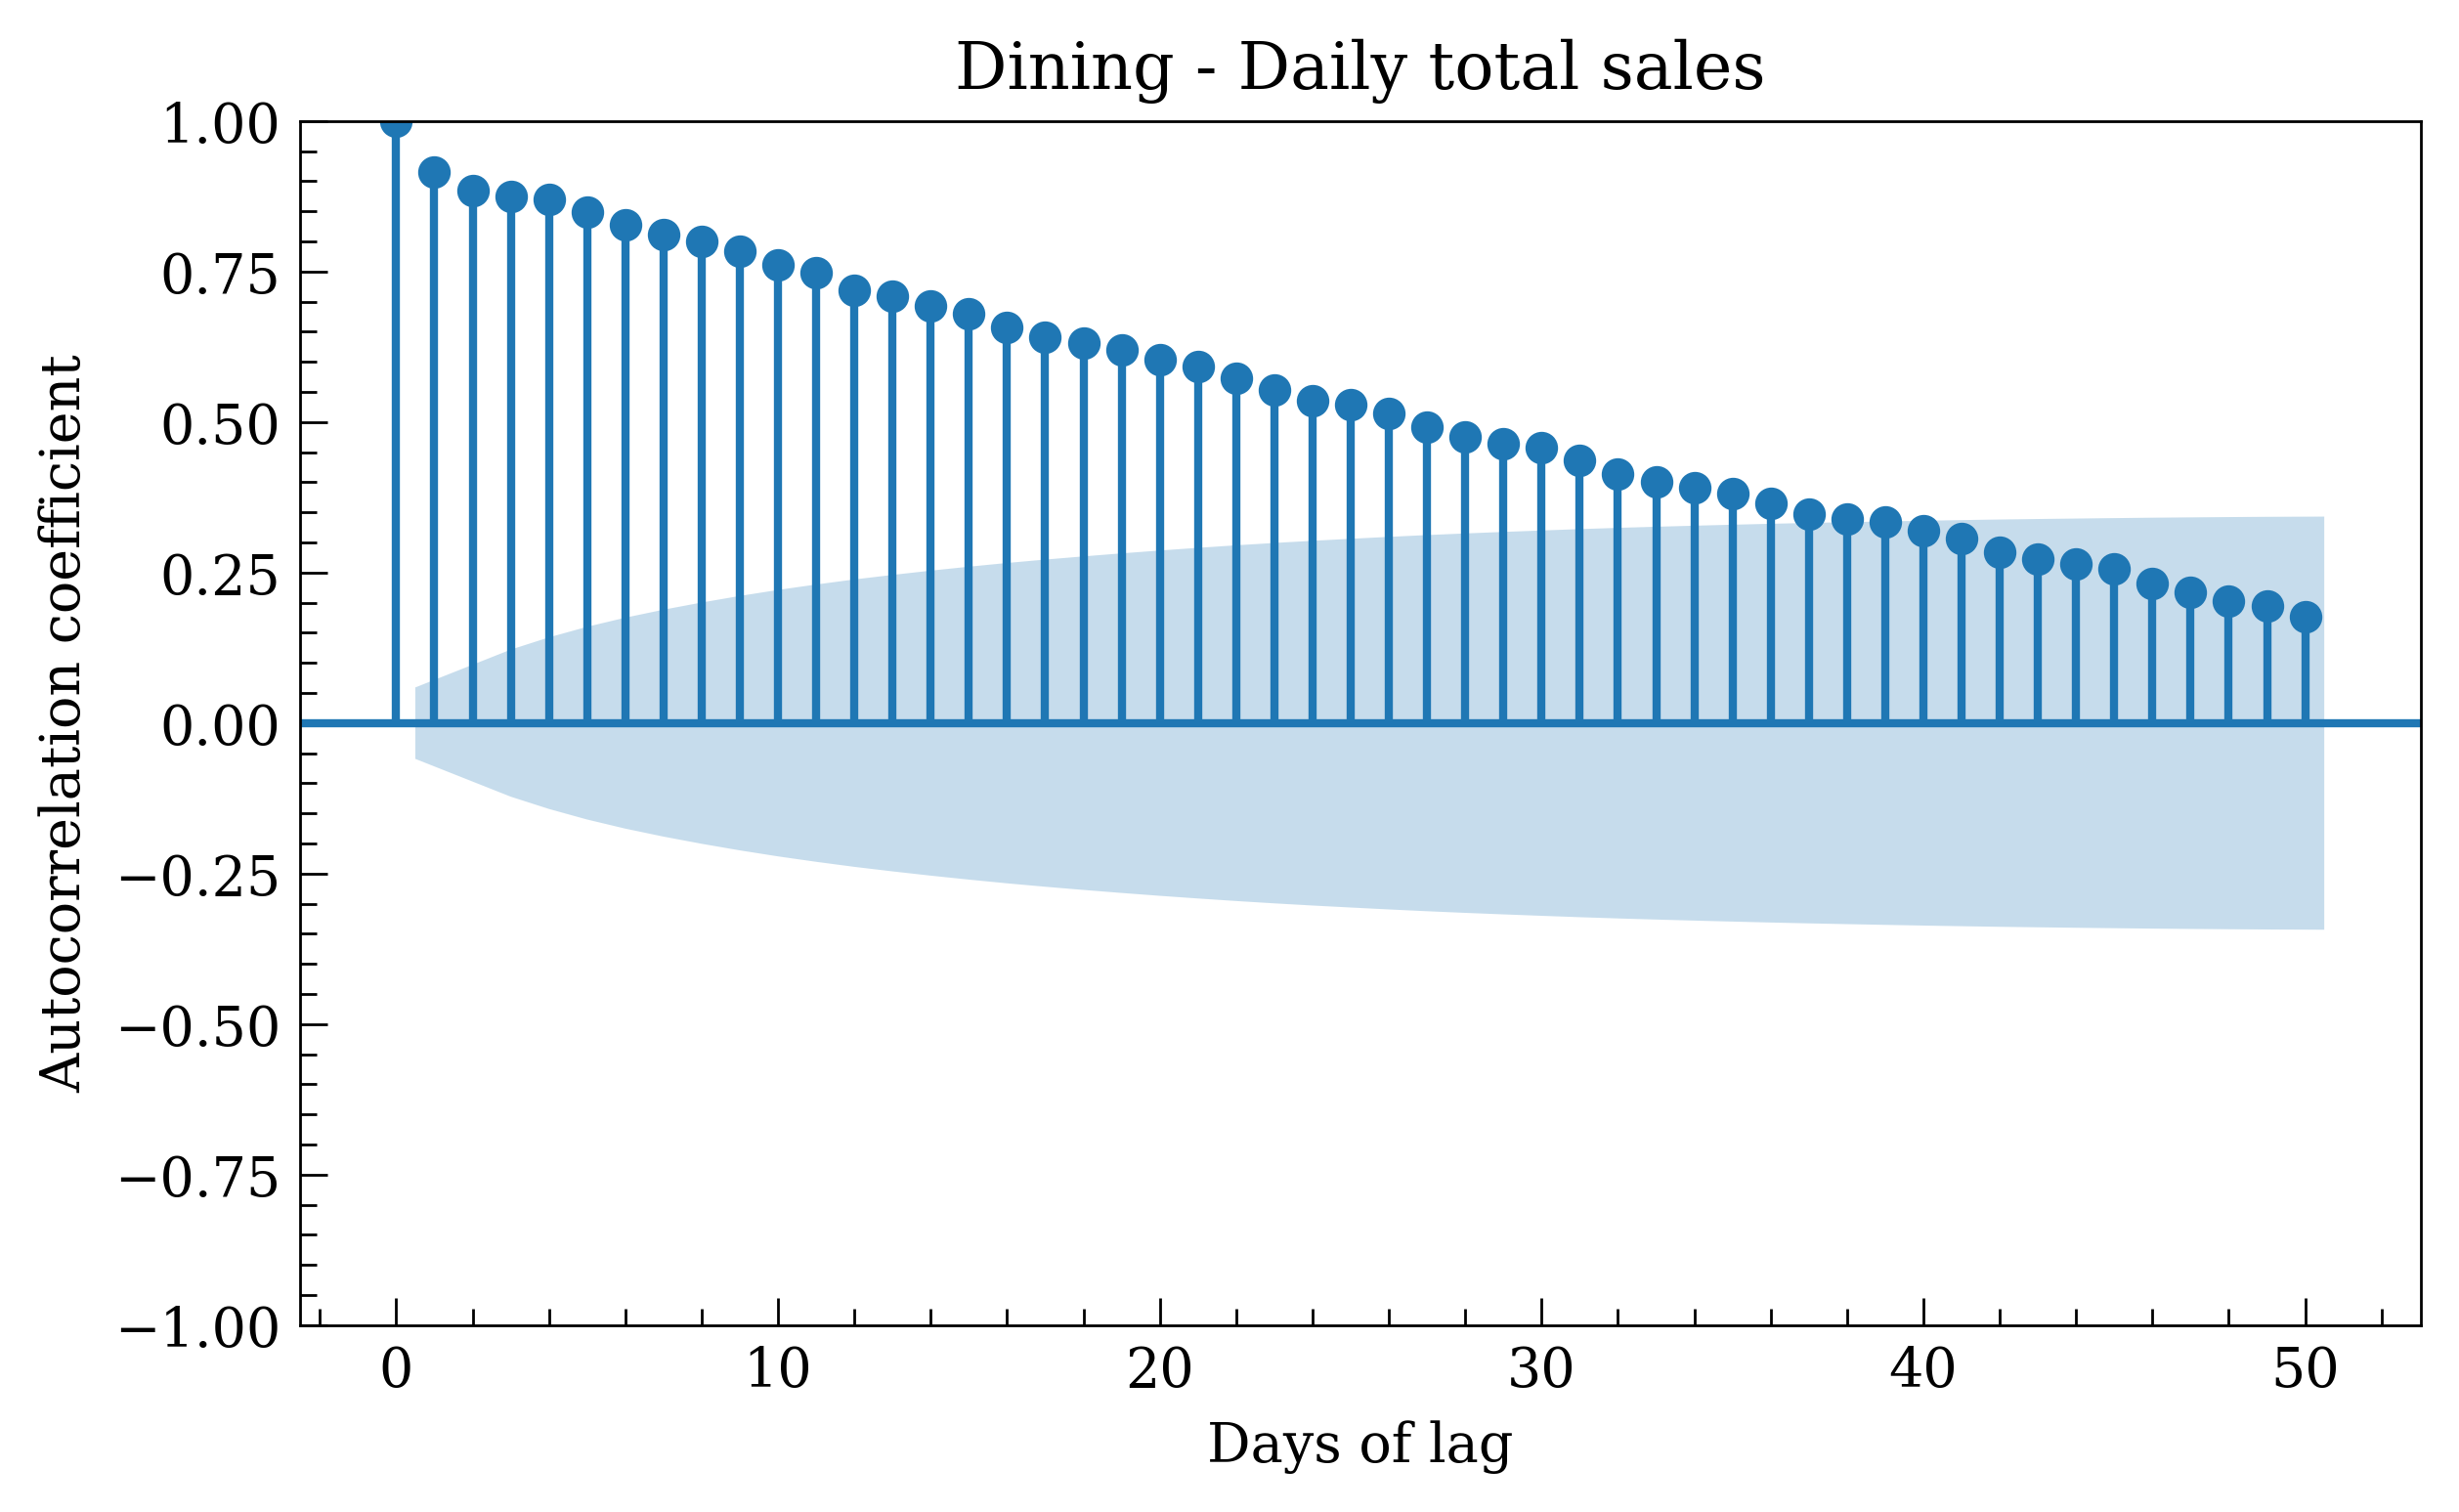 Dining - Daily total sales
1.00
0.75
0.50
0.25
0.00
−0.25
−0.50
−0.75
−1.00
Autocorrelation coefficient
0 10 20 30 40 50
Days of lag